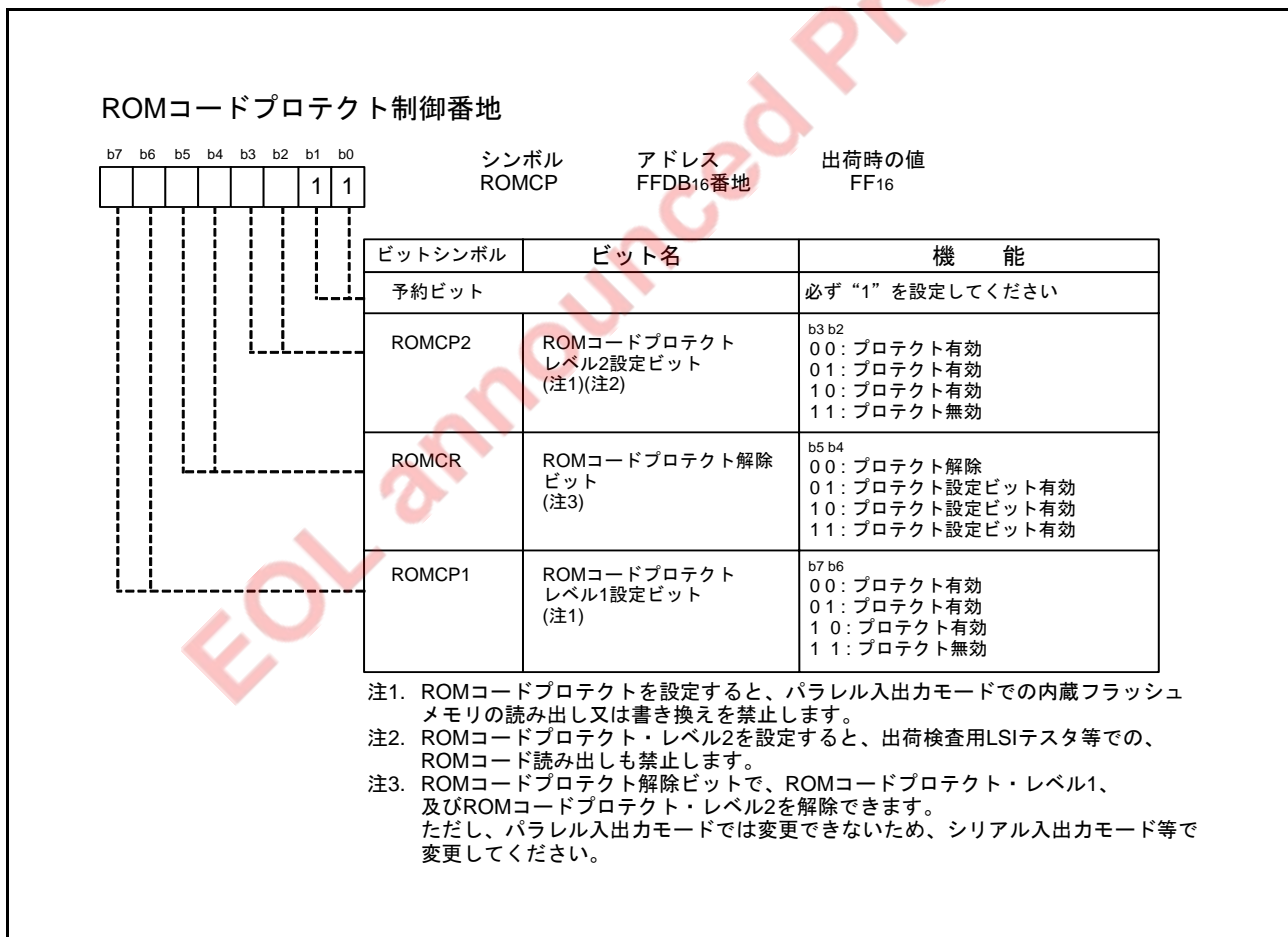 ROMコードプロテクト制御番地
b7 b6 b5 b4 b3 b2 b1 b0
1 1
シンボル アドレス 出荷時の値
ROMCP FFDB16番地 FF16
ビットシンボル ビット名 機 能
予約ビット 必ず“1”を設定してください
ROMCP2 ROMコードプロテクト
レベル2設定ビット
(注1)(注2)
b3 b2
0 0 : プロテクト有効
0 1 : プロテクト有効
1 0 : プロテクト有効
1 1 : プロテクト無効
ROMCR ROMコードプロテクト解除
ビット
(注3)
b5 b4
0 0 : プロテクト解除
0 1 : プロテクト設定ビット有効
1 0 : プロテクト設定ビット有効
1 1 : プロテクト設定ビット有効
ROMCP1 ROMコードプロテクト
レベル1設定ビット
(注1)
b7 b6
0 0 : プロテクト有効
0 1 : プロテクト有効
1 0 : プロテクト有効
1 1 : プロテクト無効
注1. ROMコードプロテクトを設定すると、パラレル入出力モードでの内蔵フラッシュ
メモリの読み出し又は書き換えを禁止します。
注2. ROMコードプロテクト・レベル2を設定すると、出荷検査用LSIテスタ等での、
ROMコード読み出しも禁止します。
注3. ROMコードプロテクト解除ビットで、ROMコードプロテクト・レベル1、
及びROMコードプロテクト・レベル2を解除できます。
ただし、パラレル入出力モードでは変更できないため、シリアル入出力モード等で
変更してください。
EOL announced Pro